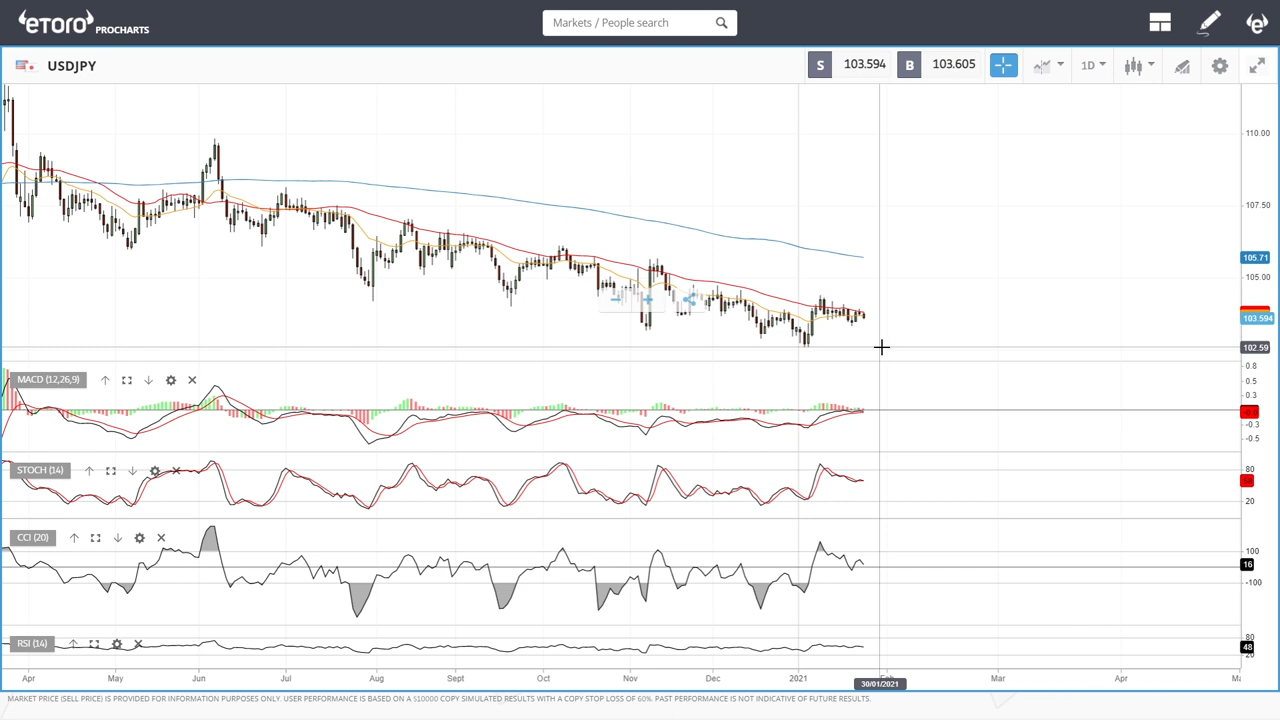 eToro PROCHARTS
Markets / People search
USDJPY
S 103.594 B 103.605
1D
110.00
107.50
105.71
105.00
103.594
102.59
MACD (12,26,9)
0.8
0.5
0.3
-0.3
-0.5
STOCH (14)
80
20
CCI (20)
100
16
-100
RSI (14)
80
48
20
Apr May Jun Jul Aug Sept Oct Nov Dec 2021 Feb Mar Apr
30/01/2021
MARKET PRICE (SELL PRICE) IS PROVIDED FOR INFORMATION PURPOSES ONLY. USER PERFORMANCE IS BASED ON A $10000 COPY SIMULATED RESULTS WITH A COPY STOP LOSS OF 60%. PAST PERFORMANCE IS NOT INDICATIVE OF FUTURE RESULTS.